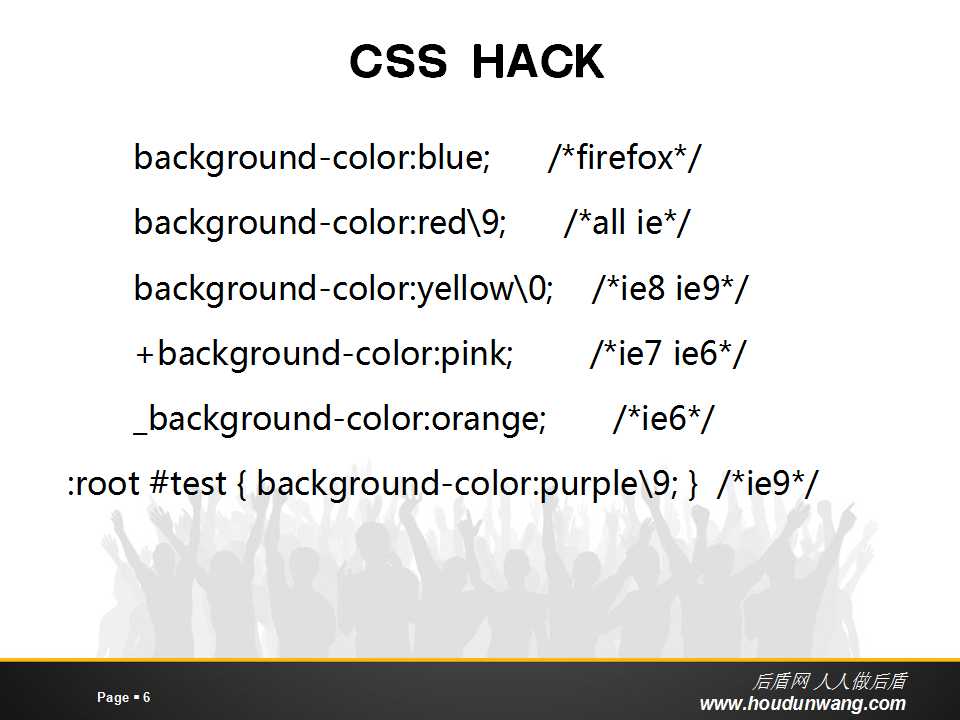 CSS HACK
background-color:blue; /*firefox*/
background-color:red\9; /*all ie*/
background-color:yellow\0; /*ie8 ie9*/
+background-color:pink; /*ie7 ie6*/
_background-color:orange; /*ie6*/
:root #test { background-color:purple\9; } /*ie9*/
Page ▪ 6
后盾网 人人做后盾
www.houdunwang.com